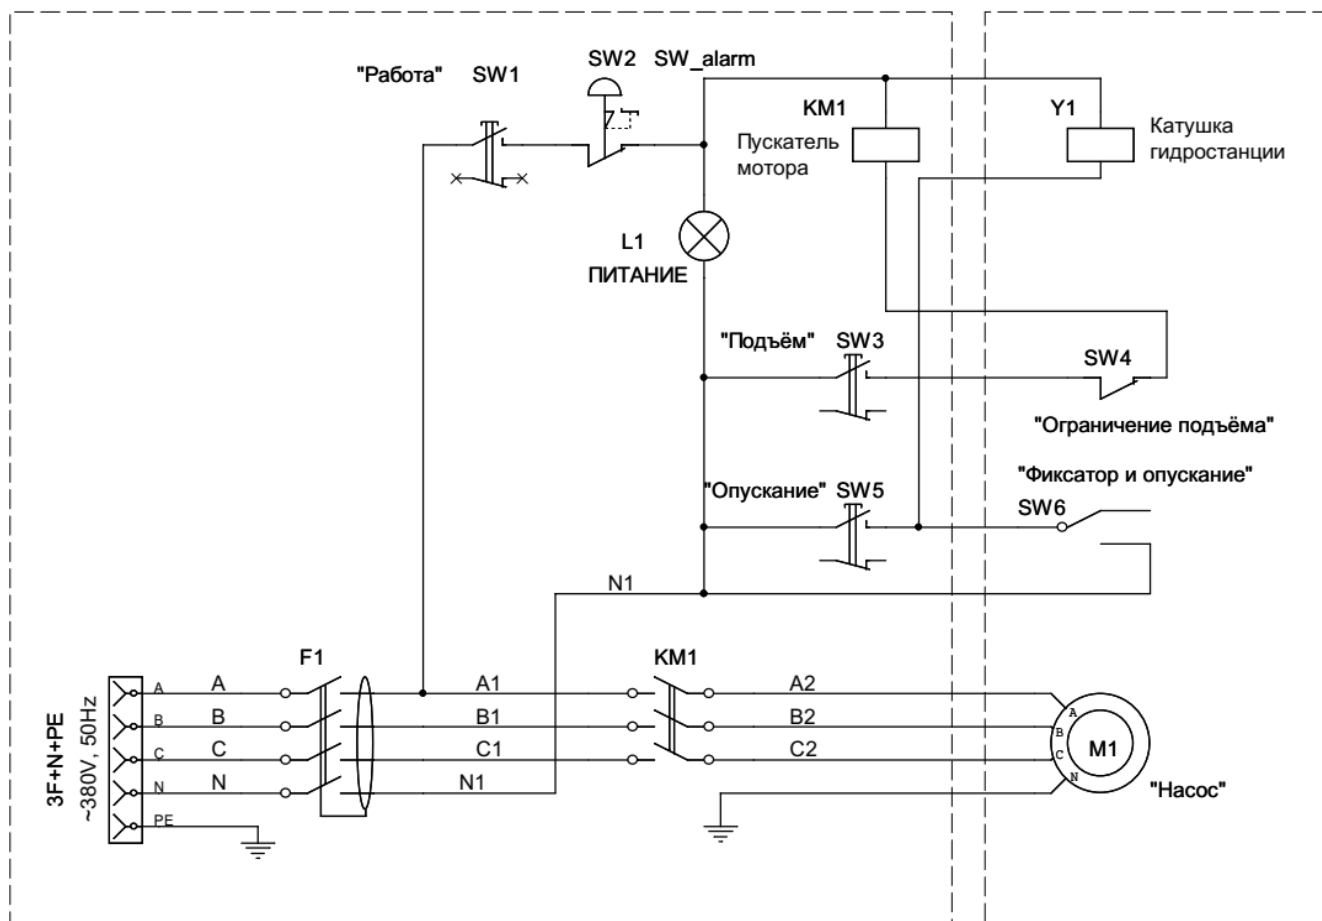 SW2 SW_alarm
"Работа" SW1
KM1
Y1
Пускатель
мотора
Катушка
гидростанции
L1
ПИТАНИЕ
"Подъём" SW3
SW4
"Ограничение подъёма"
"Опускание" SW5
"Фиксатор и опускание"
SW6
N1
F1
KM1
3F+N+PE
~380V, 50Hz
A A A1 A2 A
B B B1 B2 B
C C C1 C2 C
N N N1 N
PE
M1
"Насос"